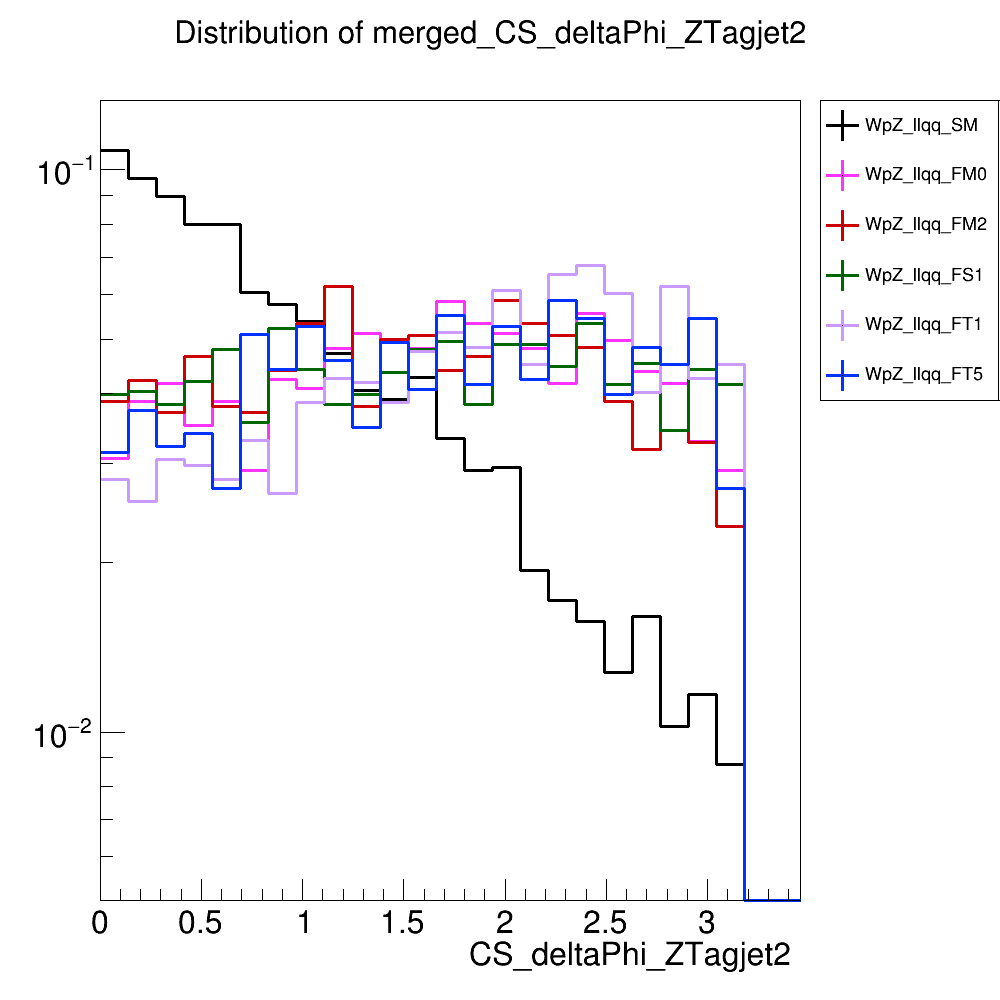 Distribution of merged_CS_deltaPhi_ZTagjet2
10⁻¹
10⁻²
0 0.5 1 1.5 2 2.5 3
CS_deltaPhi_ZTagjet2
WpZ_llqq_SM
WpZ_llqq_FM0
WpZ_llqq_FM2
WpZ_llqq_FS1
WpZ_llqq_FT1
WpZ_llqq_FT5